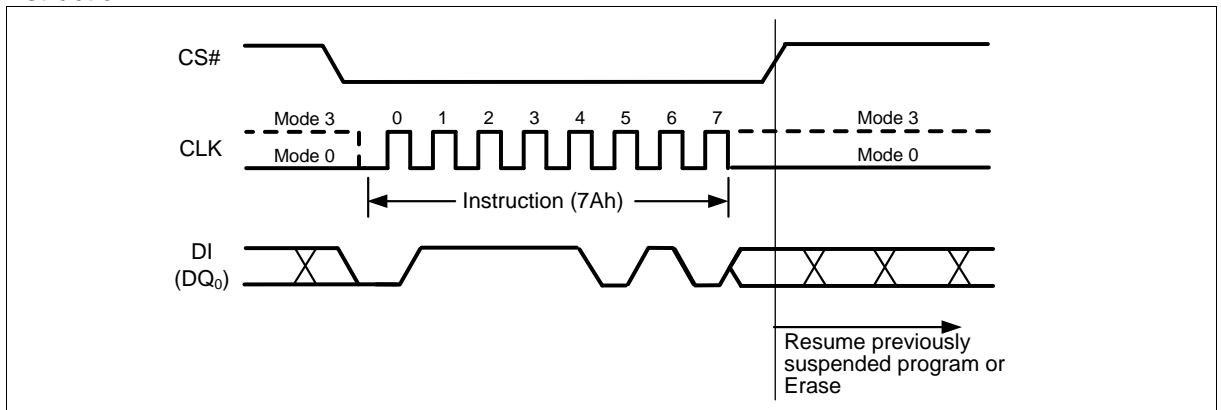 CS#
Mode 3 0 1 2 3 4 5 6 7 Mode 3
CLK
Mode 0 Mode 0
Instruction (7Ah)
DI
(DQ0)
Resume previously
suspended program or
Erase